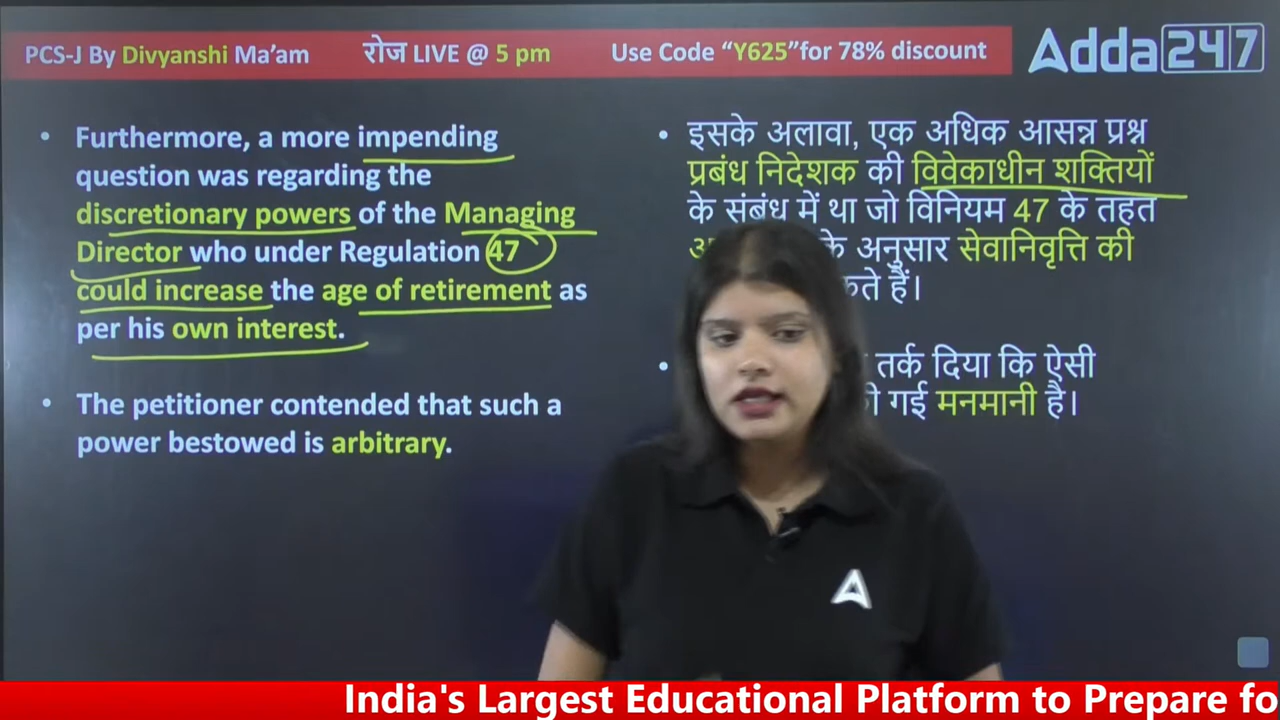 PCS-J By Divyanshi Ma’am रोज LIVE @ 5 pm Use Code “Y625”for 78% discount
Adda247
• Furthermore, a more impending
question was regarding the
discretionary powers of the Managing
Director who under Regulation 47
could increase the age of retirement as
per his own interest.
• The petitioner contended that such a
power bestowed is arbitrary.
• इसके अलावा, एक अधिक आसन्न प्रश्न
प्रबंध निदेशक की विवेकाधीन शक्तियों
के संबंध में था जो विनियम 47 के तहत
के अनुसार सेवानिवृत्ति की
हैं।
• तर्क दिया कि ऐसी
गई मनमानी है।
India's Largest Educational Platform to Prepare fo